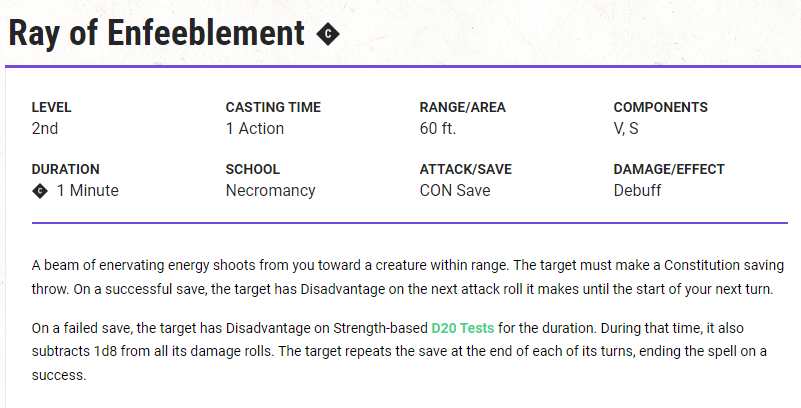 Ray of Enfeeblement C
LEVEL CASTING TIME RANGE/AREA COMPONENTS
2nd 1 Action 60 ft. V, S
DURATION SCHOOL ATTACK/SAVE DAMAGE/EFFECT
C 1 Minute Necromancy CON Save Debuff
A beam of enervating energy shoots from you toward a creature within range. The target must make a Constitution saving
throw. On a successful save, the target has Disadvantage on the next attack roll it makes until the start of your next turn.
On a failed save, the target has Disadvantage on Strength-based D20 Tests for the duration. During that time, it also
subtracts 1d8 from all its damage rolls. The target repeats the save at the end of each of its turns, ending the spell on a
success.